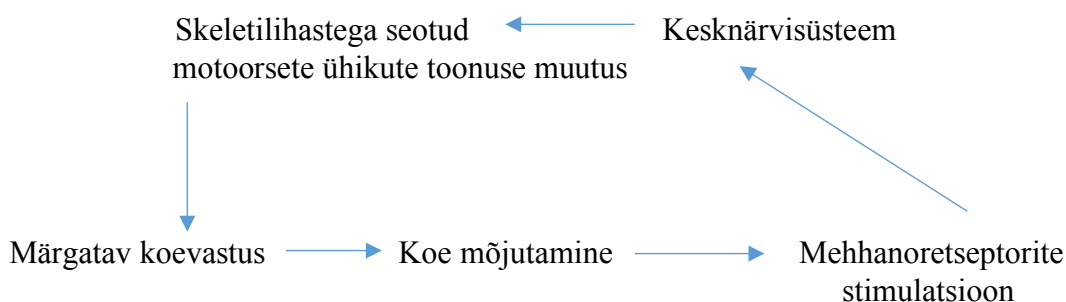 Skeletilihastega seotud
motoorsete ühikute toonuse muutus
Kesknärvisüsteem
Märgatav koevastus
Koe mõjutamine
Mehhanoretseptorite
stimulatsioon